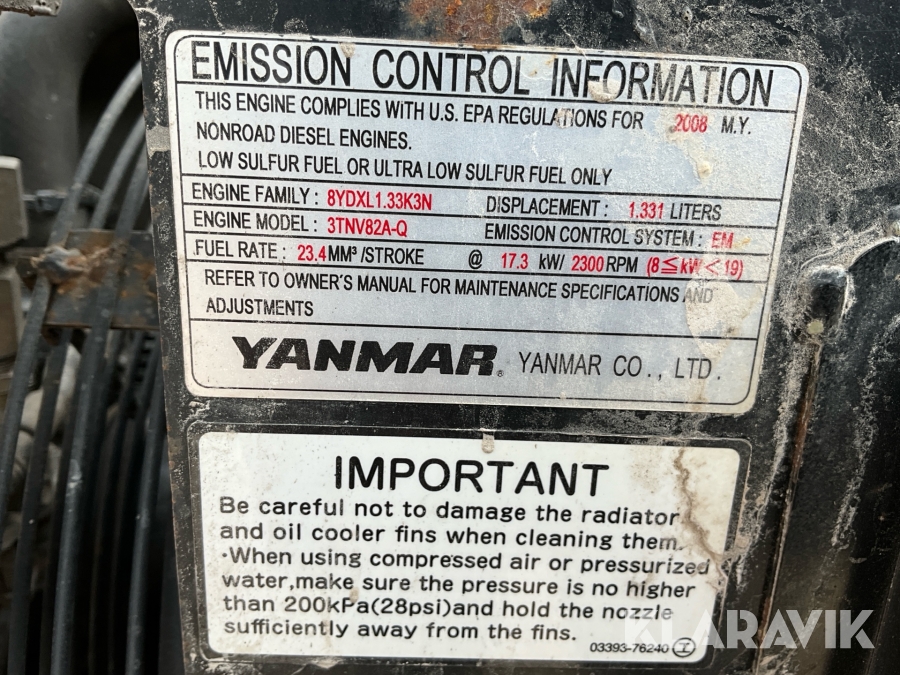 EMISSION CONTROL INFORMATION
THIS ENGINE COMPLIES WITH U.S. EPA REGULATIONS FOR 2008 M.Y.
NONROAD DIESEL ENGINES.
LOW SULFUR FUEL OR ULTRA LOW SULFUR FUEL ONLY
ENGINE FAMILY : 8YDXL1.33K3N DISPLACEMENT : 1.331 LITERS
ENGINE MODEL : 3TNV82A-Q EMISSION CONTROL SYSTEM : EM
FUEL RATE : 23.4 MM³ /STROKE @ 17.3 kW/ 2300 RPM (8≦kW<19)
REFER TO OWNER'S MANUAL FOR MAINTENANCE SPECIFICATIONS AND
ADJUSTMENTS
YANMAR® YANMAR CO., LTD.
IMPORTANT
Be careful not to damage the radiator
and oil cooler fins when cleaning them.
·When using compressed air or pressurized
water,make sure the pressure is no higher
than 200kPa(28psi)and hold the nozzle
sufficiently away from the fins.
03393-76240
KLARAVIK